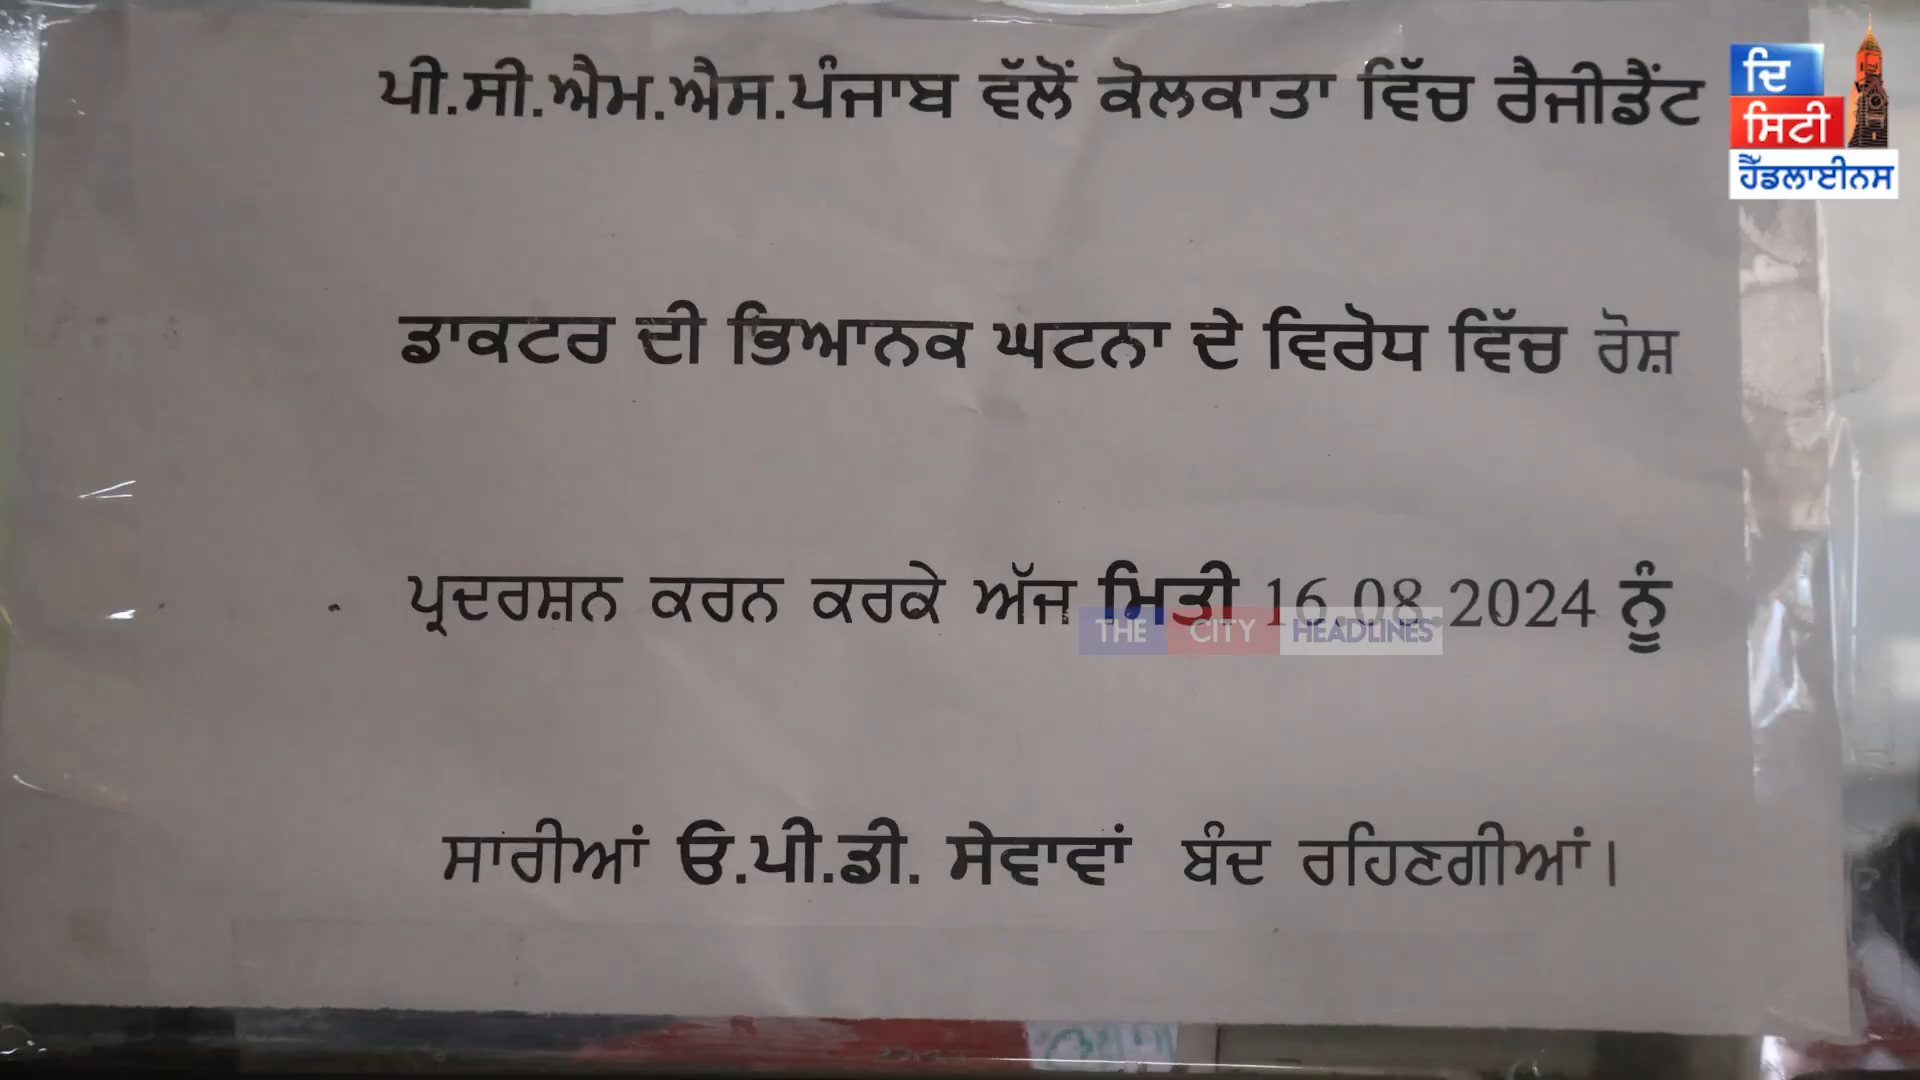 ਪੀ.ਸੀ.ਐਮ.ਐਸ.ਪੰਜਾਬ ਵੱਲੋਂ ਕੋਲਕਾਤਾ ਵਿੱਚ ਰੈਜੀਡੈਂਟ
ਦਿ
ਸਿਟੀ
ਹੈੱਡਲਾਈਨਸ
ਡਾਕਟਰ ਦੀ ਭਿਆਨਕ ਘਟਨਾ ਦੇ ਵਿਰੋਧ ਵਿੱਚ ਰੋਸ਼
ਪ੍ਰਦਰਸ਼ਨ ਕਰਨ ਕਰਕੇ ਅੱਜ ਮਿਤੀ 16.08.2024 ਨੂੰ
THE CITY HEADLINES
ਸਾਰੀਆਂ ਓ.ਪੀ.ਡੀ. ਸੇਵਾਵਾਂ ਬੰਦ ਰਹਿਣਗੀਆਂ।